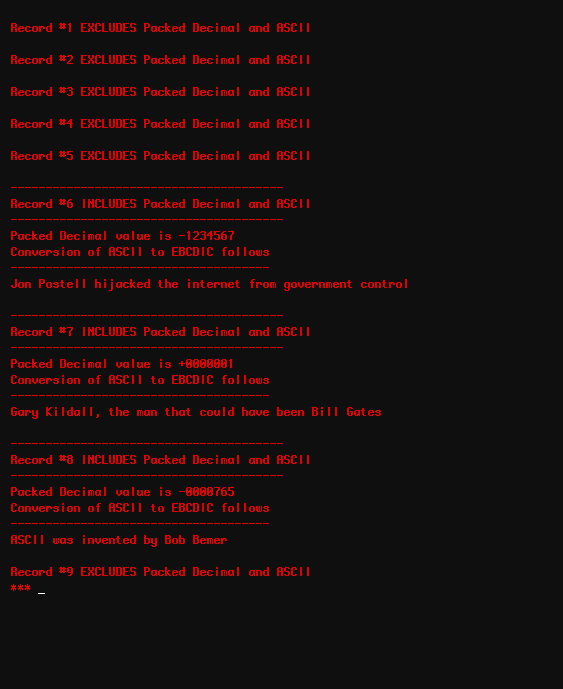 Record #1 EXCLUDES Packed Decimal and ASCII
Record #2 EXCLUDES Packed Decimal and ASCII
Record #3 EXCLUDES Packed Decimal and ASCII
Record #4 EXCLUDES Packed Decimal and ASCII
Record #5 EXCLUDES Packed Decimal and ASCII
---------------------------------------
Record #6 INCLUDES Packed Decimal and ASCII
---------------------------------------
Packed Decimal value is -1234567
Conversion of ASCII to EBCDIC follows
-------------------------------------
Jon Postell hijacked the internet from government control
---------------------------------------
Record #7 INCLUDES Packed Decimal and ASCII
---------------------------------------
Packed Decimal value is +0000001
Conversion of ASCII to EBCDIC follows
-------------------------------------
Gary Kildall, the man that could have been Bill Gates
---------------------------------------
Record #8 INCLUDES Packed Decimal and ASCII
---------------------------------------
Packed Decimal value is -0000765
Conversion of ASCII to EBCDIC follows
-------------------------------------
ASCII was invented by Bob Bemer
Record #9 EXCLUDES Packed Decimal and ASCII
*** _